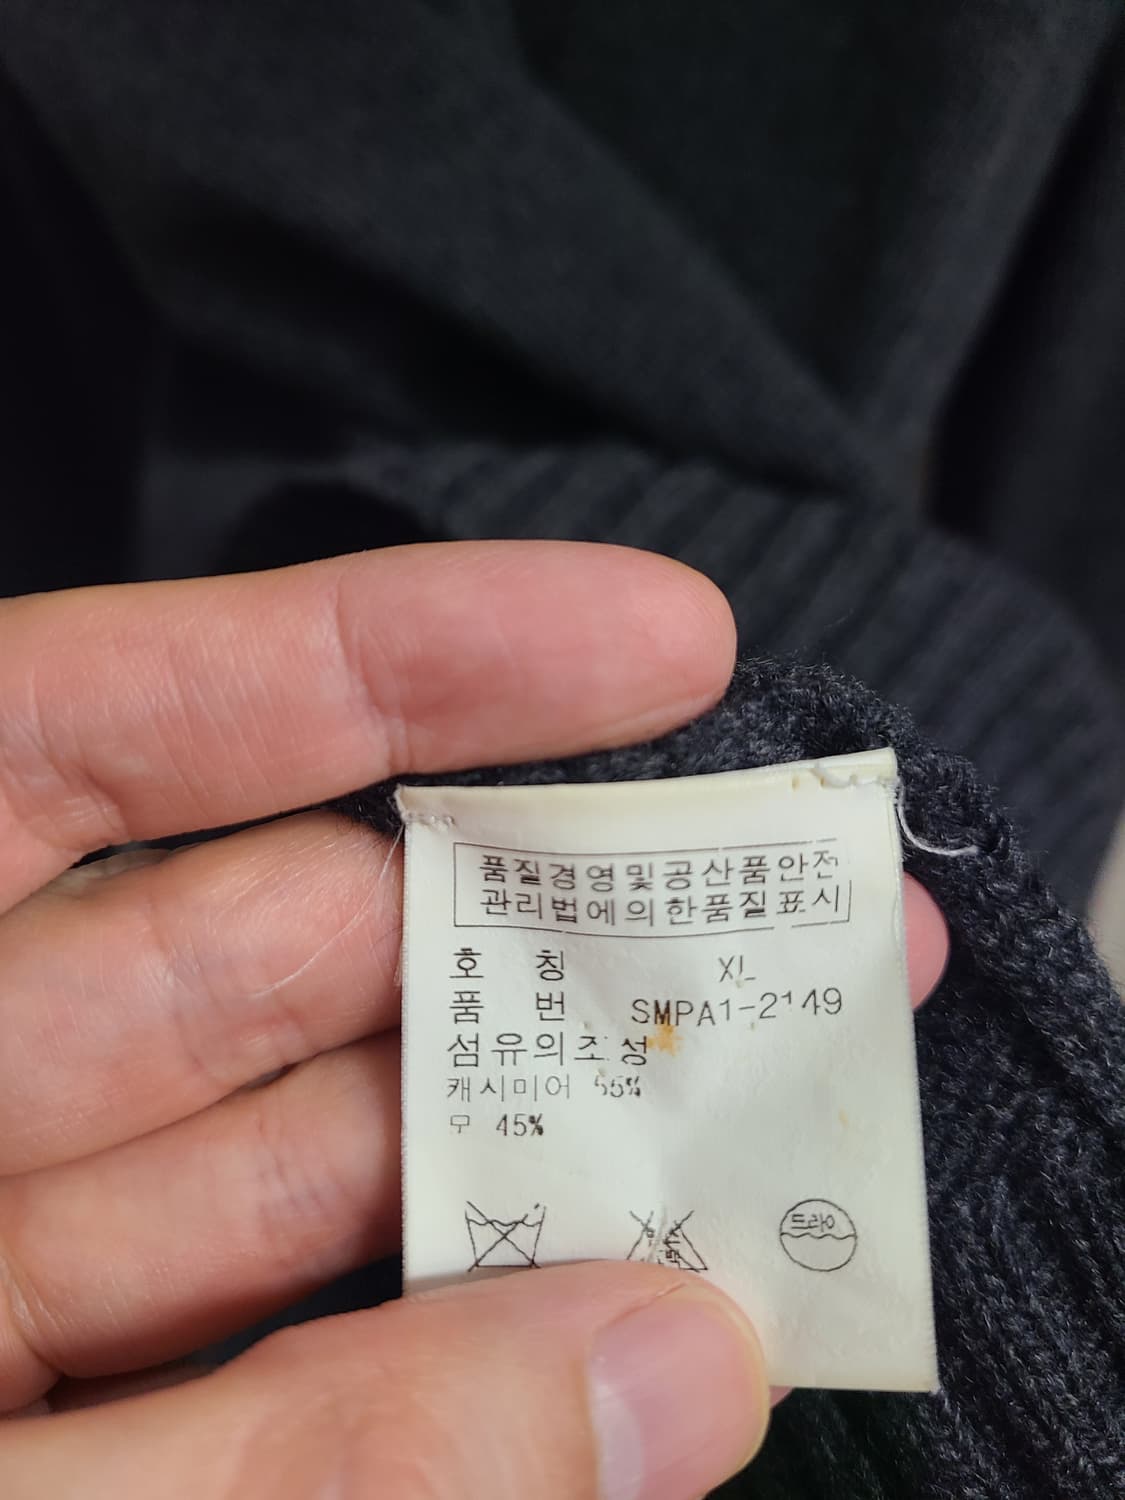 품질경영및공산품안전
관리법에의한품질표시
호 칭 XL
품 번 SMPA1-2149
섬유의조성
캐시미어 55%
모 45%
드라이